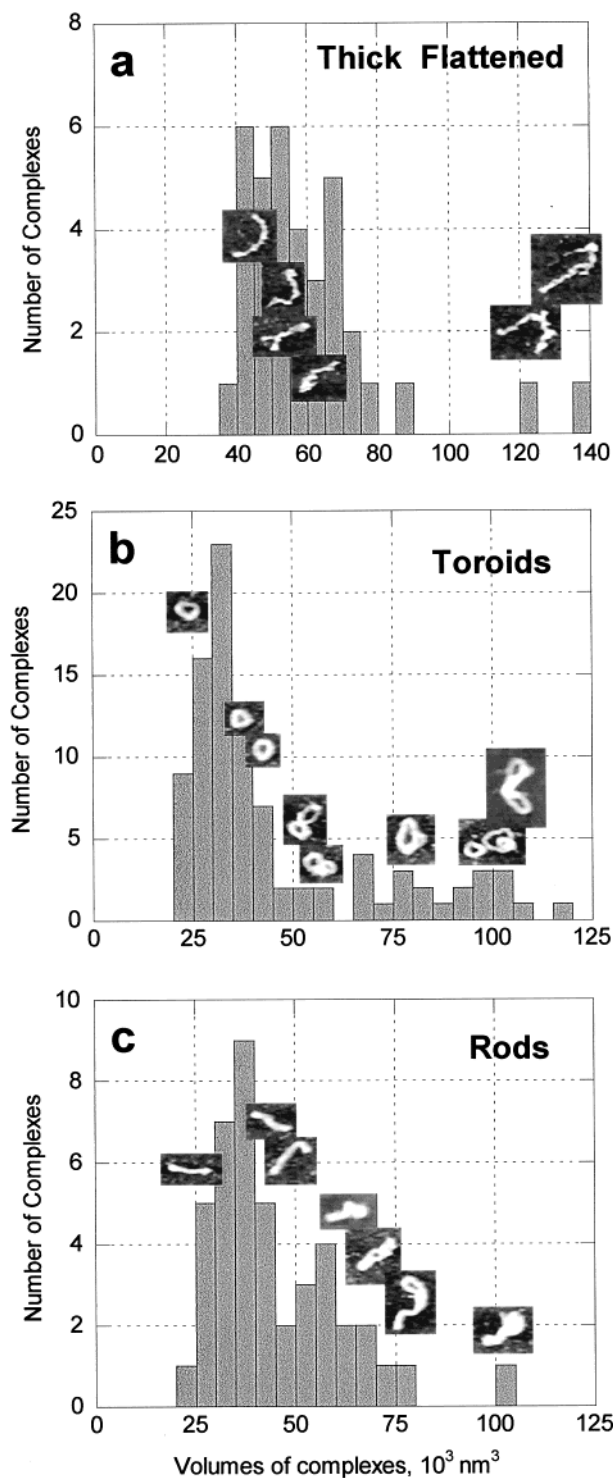 a
Thick Flattened
8
6
4
2
0
Number of Complexes
0 20 40 60 80 100 120 140
b
Toroids
25
20
15
10
5
0
Number of Complexes
0 25 50 75 100 125
c
Rods
10
8
6
4
2
0
Number of Complexes
0 25 50 75 100 125
Volumes of complexes, 10³ nm³